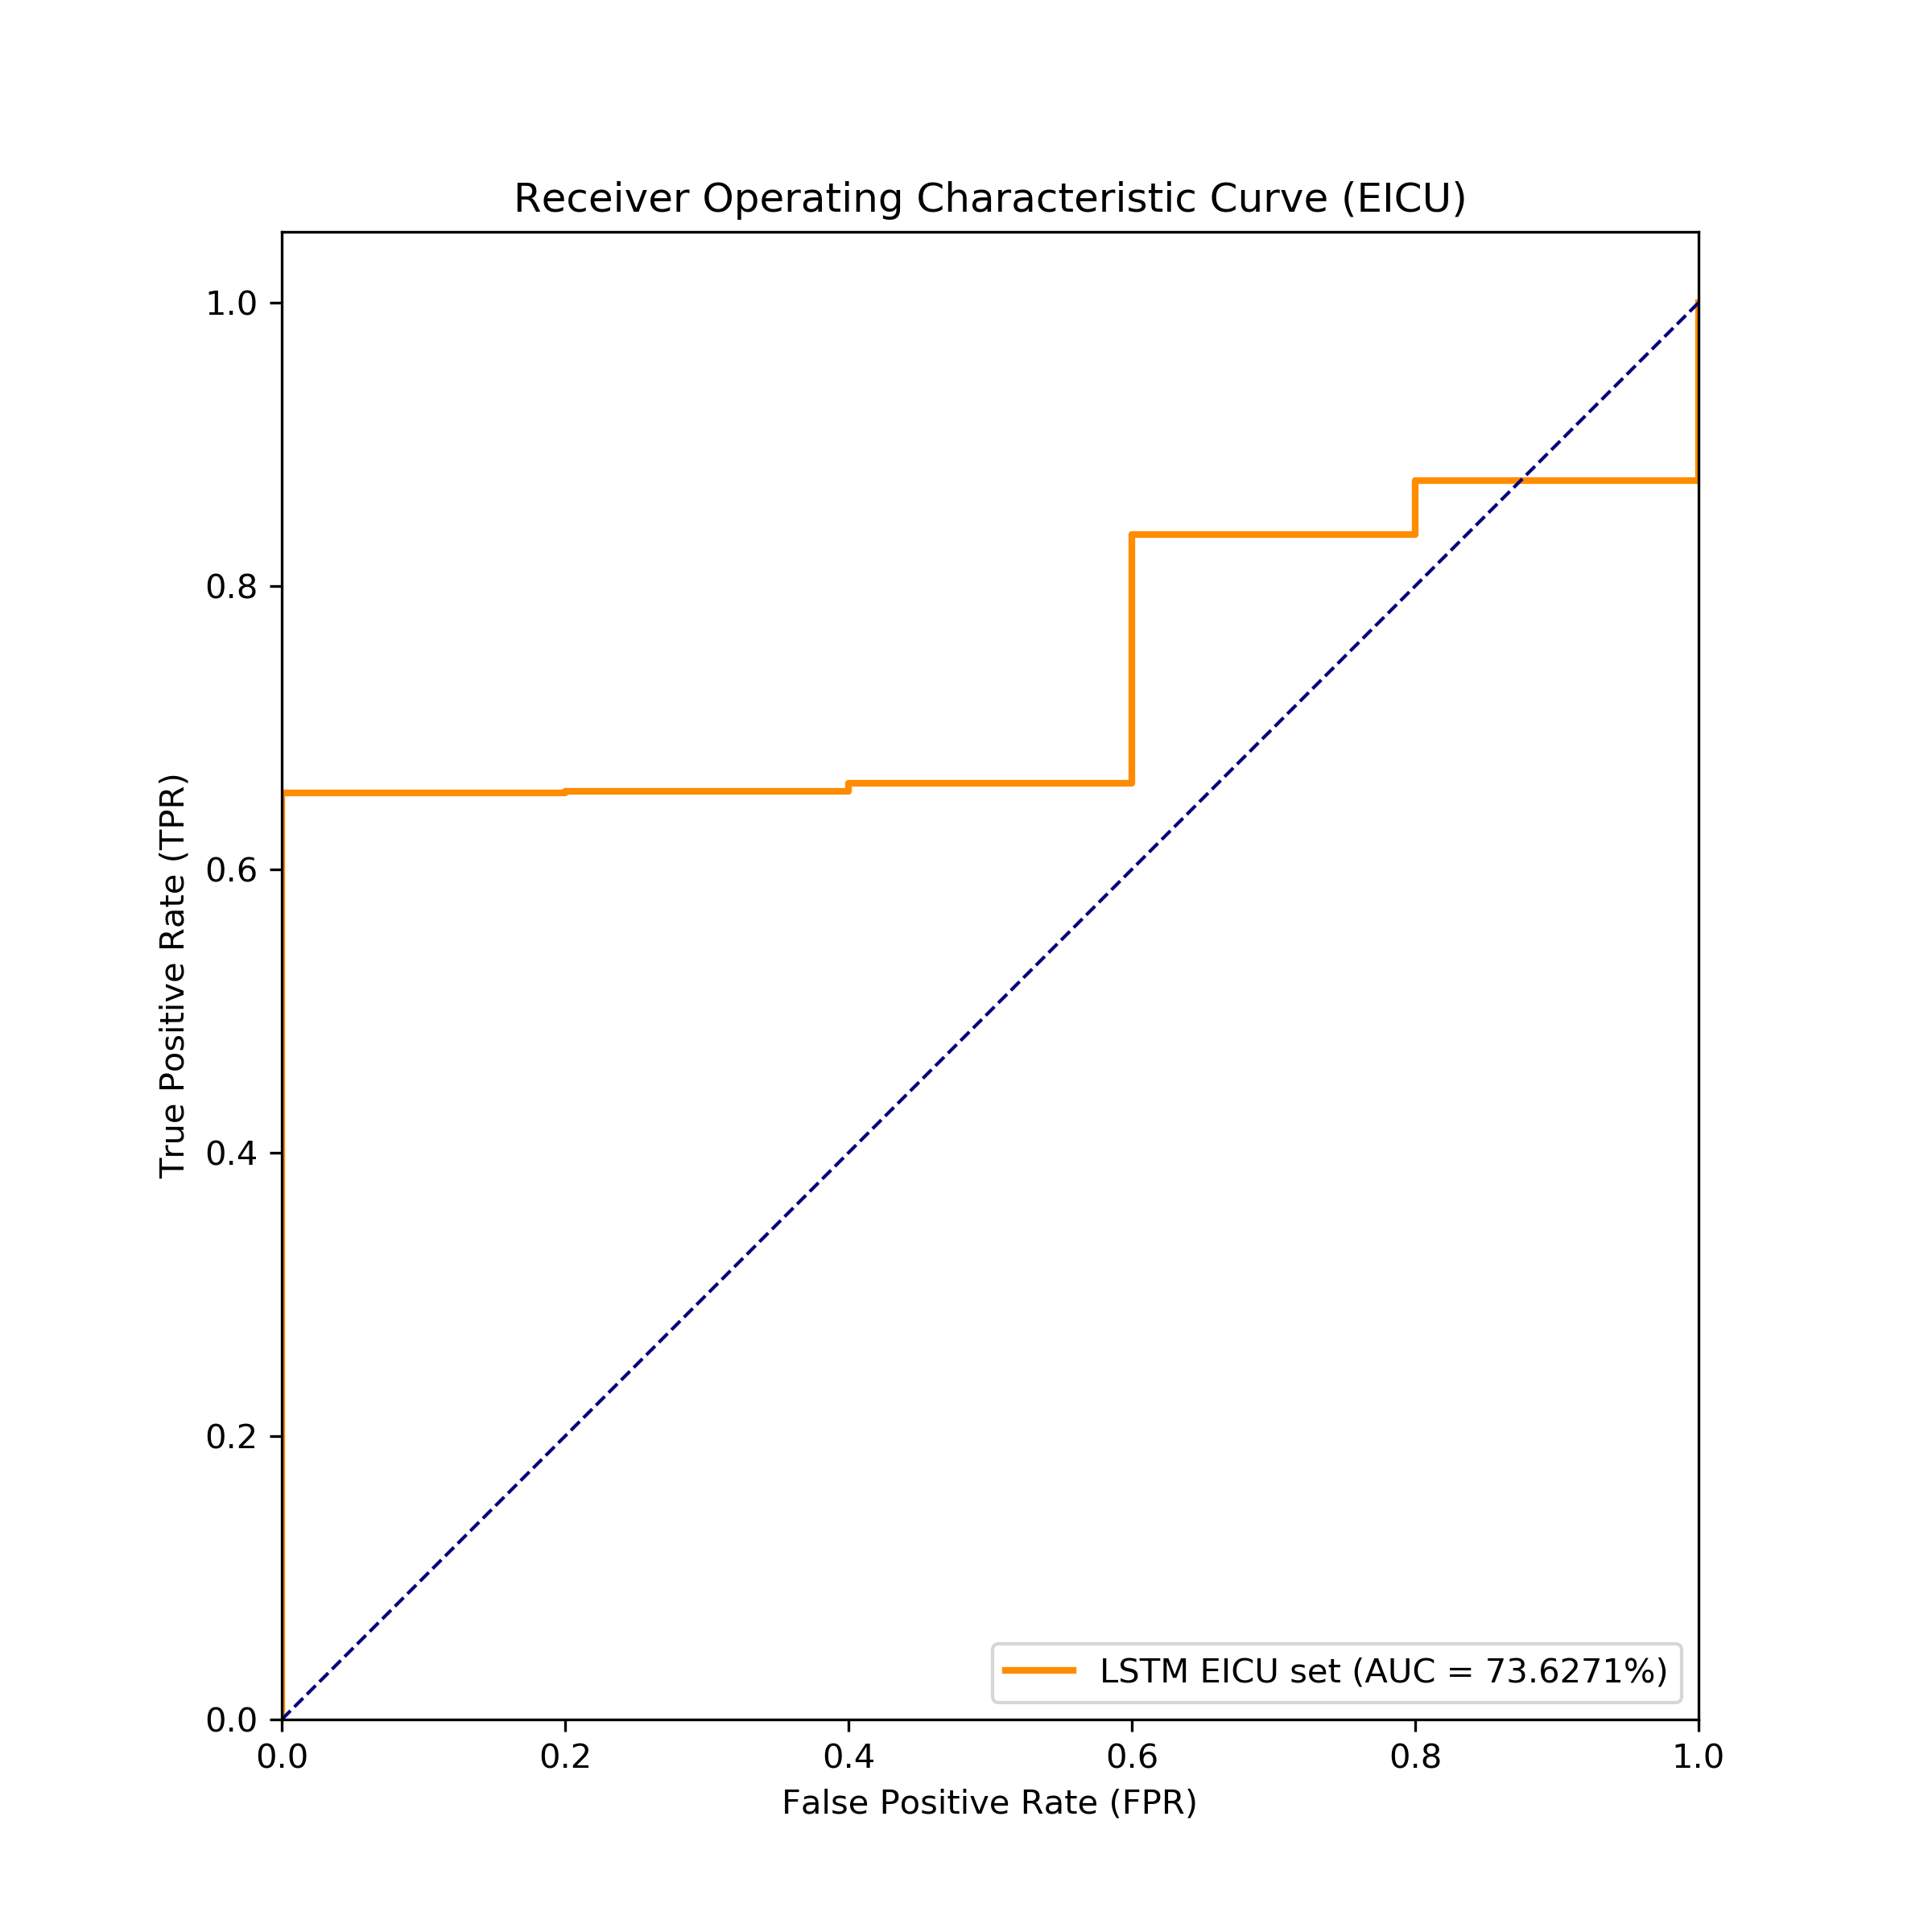 Receiver Operating Characteristic Curve (EICU)
True Positive Rate (TPR)
1.0
0.8
0.6
0.4
0.2
0.0
0.0 0.2 0.4 0.6 0.8 1.0
False Positive Rate (FPR)
LSTM EICU set (AUC = 73.6271%)